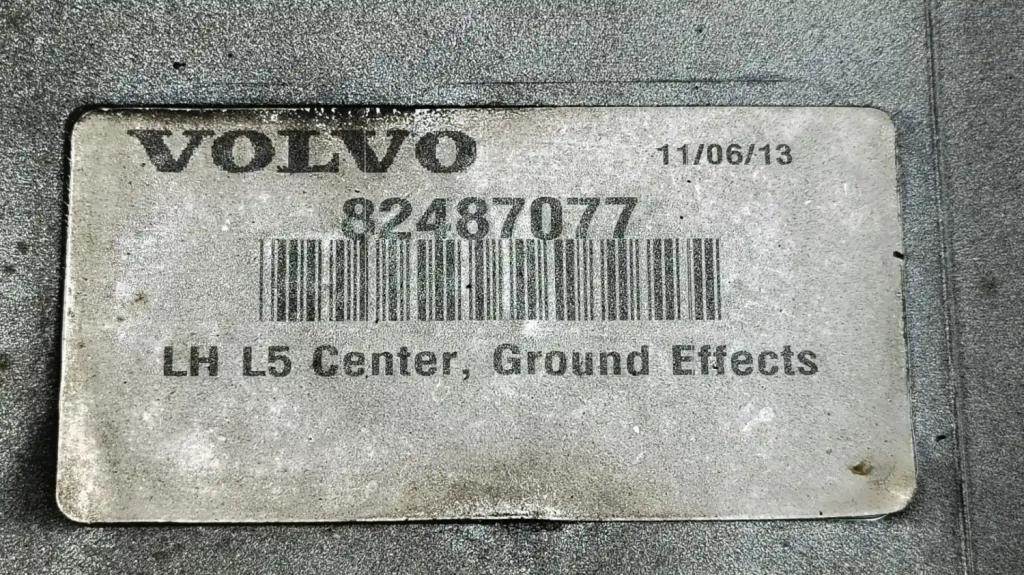 VOLVO 11/06/13
82487077
LH L5 Center, Ground Effects